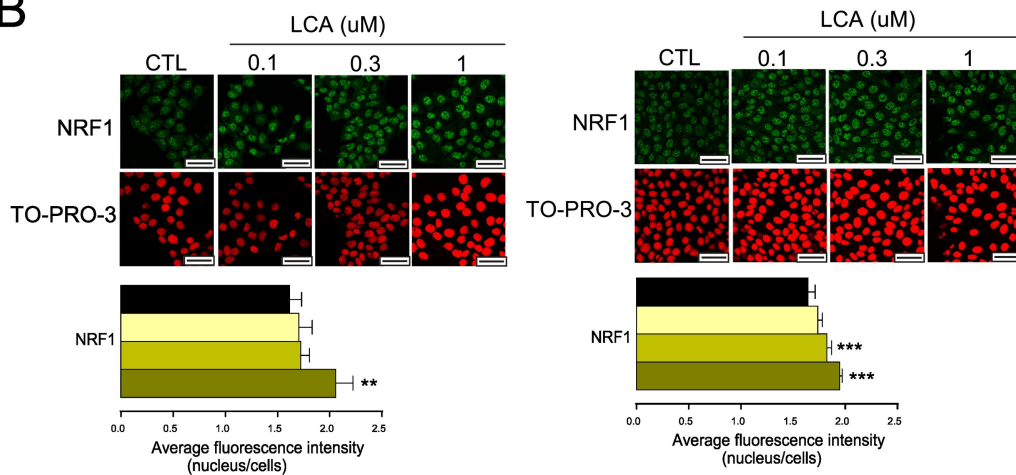 B
LCA (uM)
CTL 0.1 0.3 1
NRF1
TO-PRO-3
NRF1
**
0.0 0.5 1.0 1.5 2.0 2.5
Average fluorescence intensity
(nucleus/cells)
LCA (uM)
CTL 0.1 0.3 1
NRF1
TO-PRO-3
NRF1
***
***
0.0 0.5 1.0 1.5 2.0 2.5
Average fluorescence intensity
(nucleus/cells)